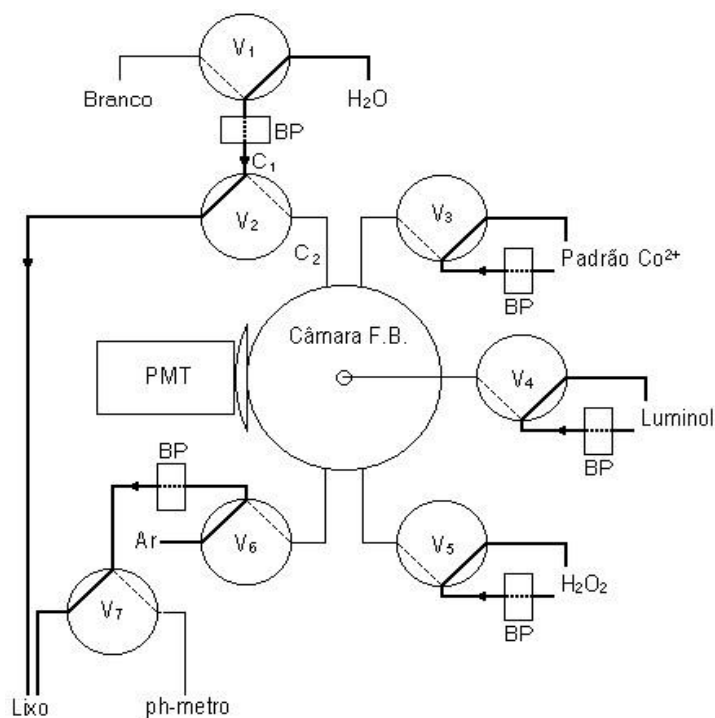 V₁
Branco
H₂O
BP
C₁
V₂
V₃
C₂
Padrão Co²⁺
BP
Câmara F.B.
PMT
V₄
Luminol
BP
BP
Ar
V₆
V₅
H₂O₂
V₇
BP
Lixo
ph-metro